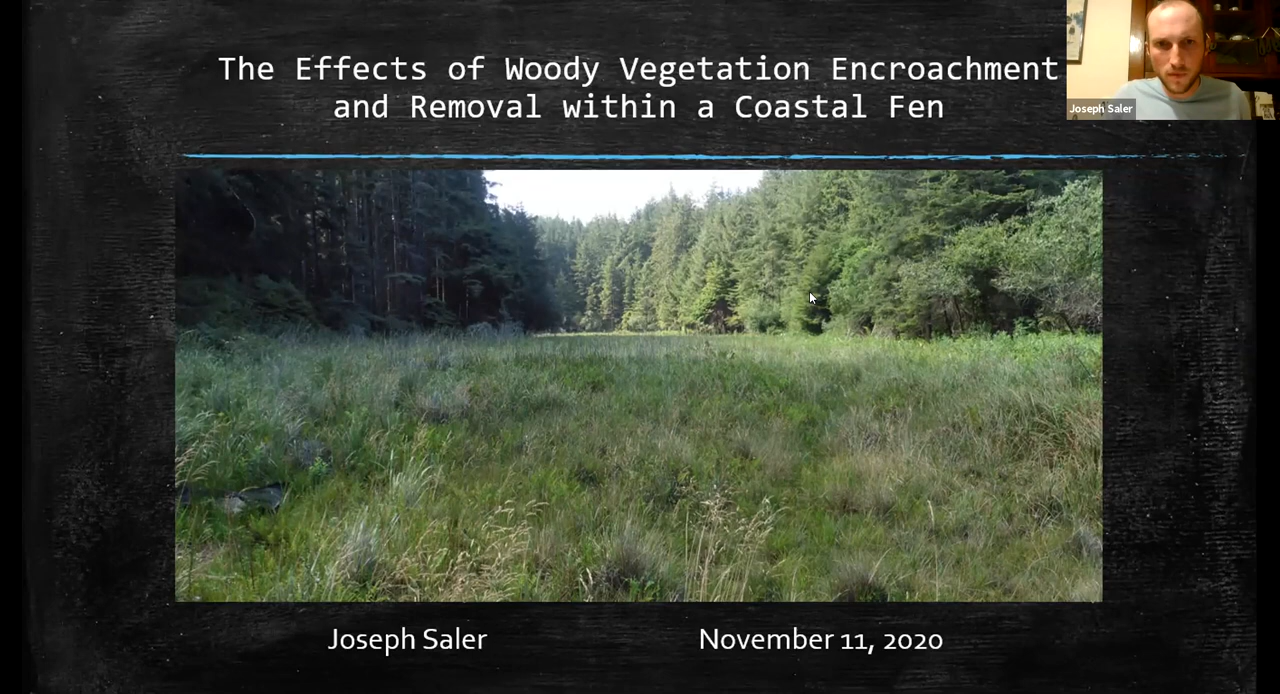 The Effects of Woody Vegetation Encroachment
and Removal within a Coastal Fen
Joseph Saler
Joseph Saler
November 11, 2020